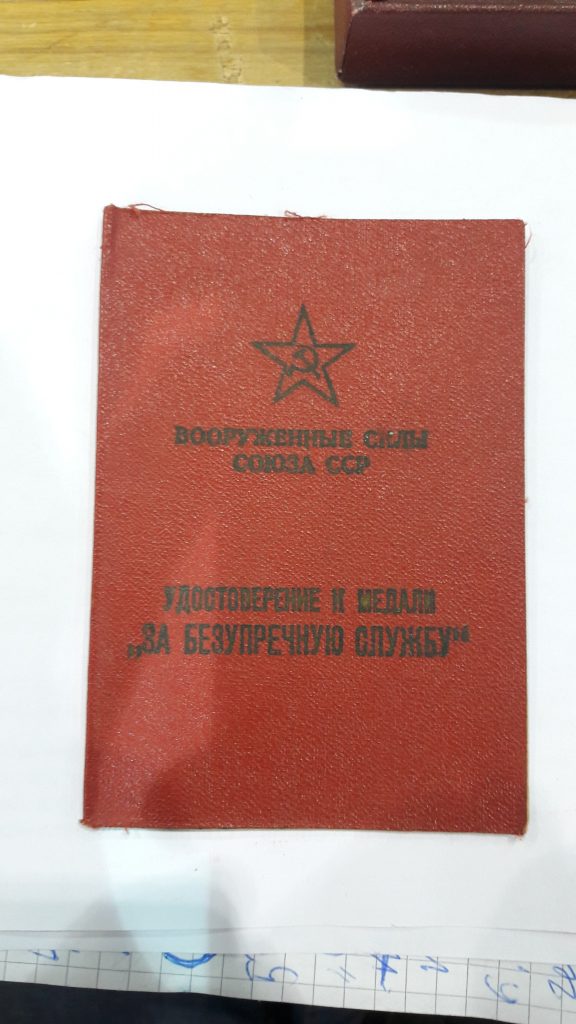 ВООРУЖЕННЫЕ СИЛЫ
СОЮЗА ССР
УДОСТОВЕРЕНИЕ К МЕДАЛИ
„ЗА БЕЗУПРЕЧНУЮ СЛУЖБУ“